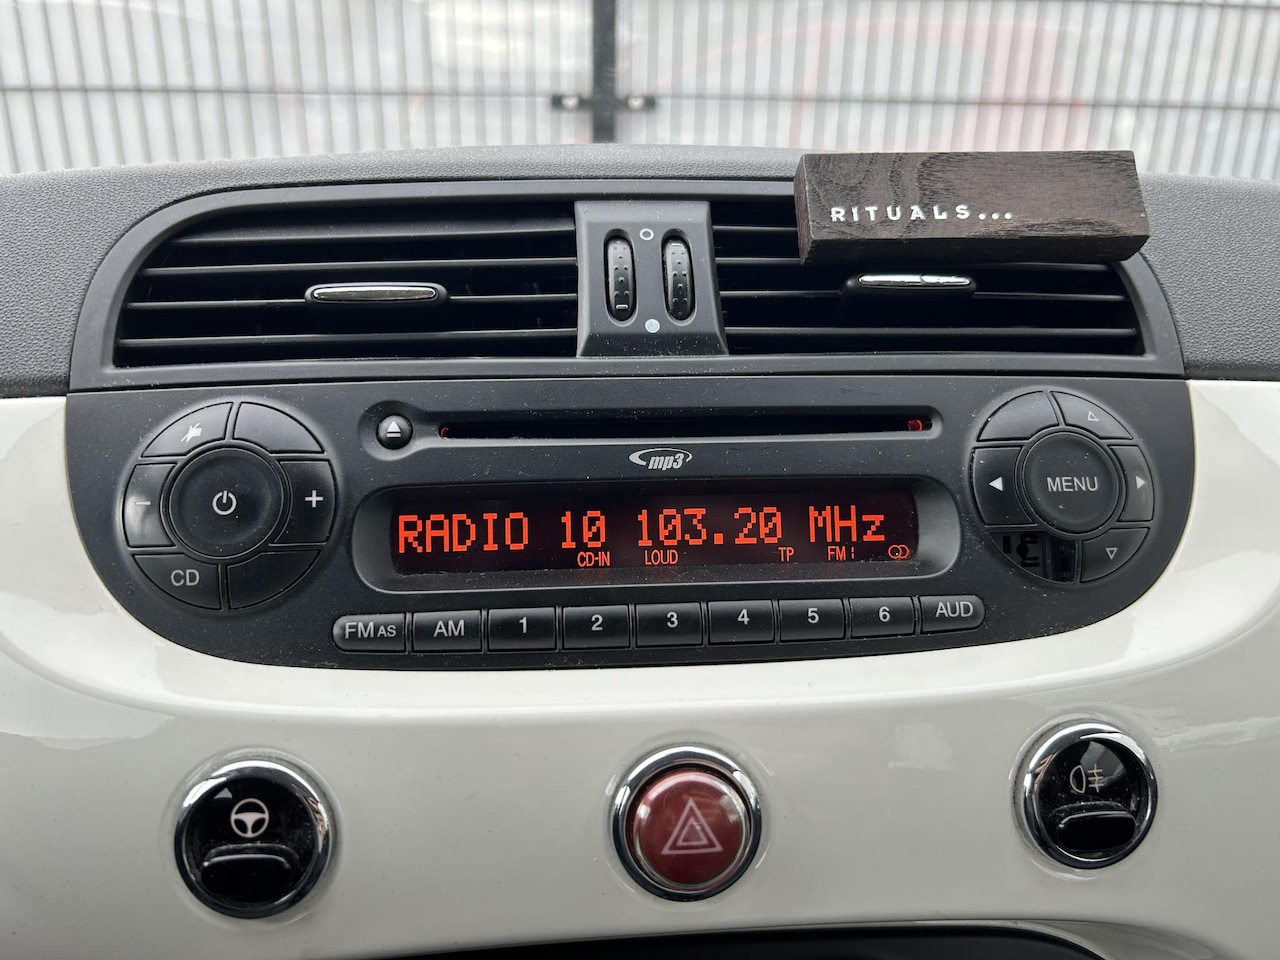 RITUALS...
mp3
RADIO 10 103.20 MHz
CD-IN LOUD TP FM1
MENU
CD
FM AS AM 1 2 3 4 5 6 AUD